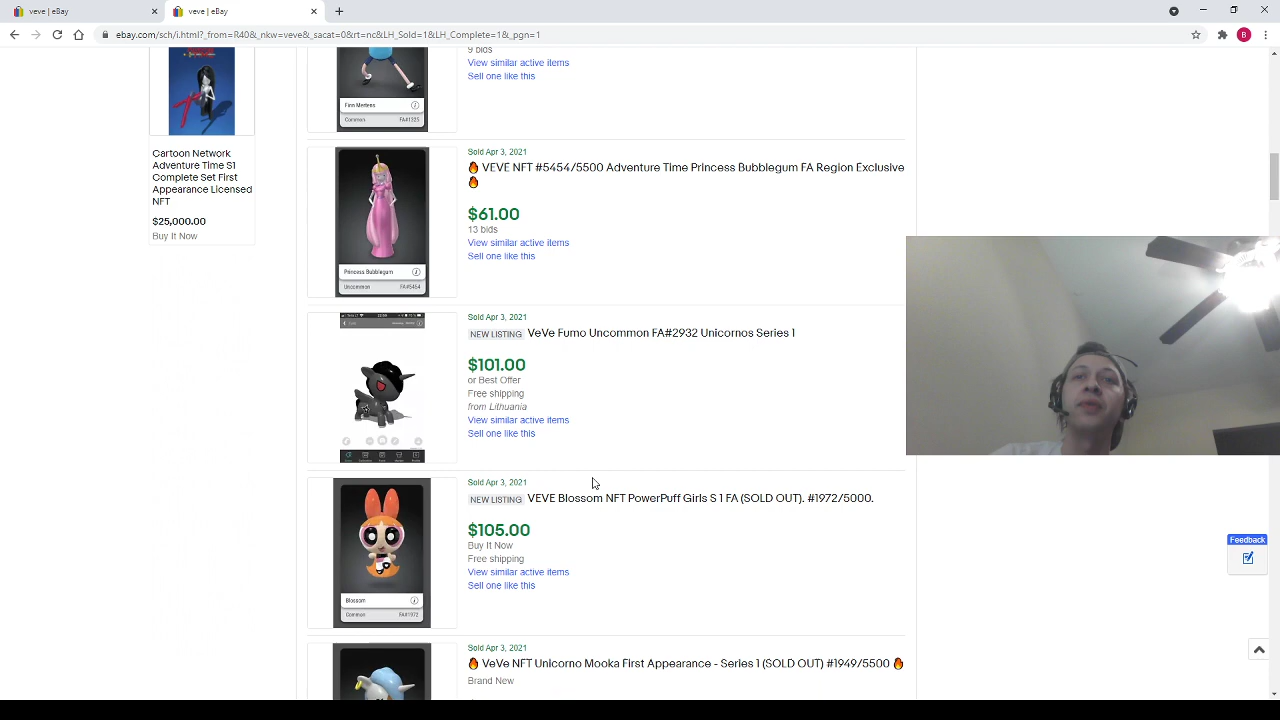 veve | eBay
veve | eBay
ebay.com/sch/i.html?_from=R40&_nkw=veve&_sacat=0&rt=nc&LH_Sold=1&LH_Complete=1&_pgn=1
B
9 bids
View similar active items
Sell one like this
Finn Mertens
Common FA#1325
Cartoon Network
Adventure Time S1
Complete Set First
Appearance Licensed
NFT
$25,000.00
Buy It Now
Sold Apr 3, 2021
🔥 VEVE NFT #5454/5500 Adventure Time Princess Bubblegum FA Region Exclusive
🔥
$61.00
13 bids
View similar active items
Sell one like this
Princess Bubblegum
Uncommon FA#5454
Sold Apr 3, 2021
NEW LISTING VeVe Fumo Uncommon FA#2932 Unicornos Series 1
$101.00
or Best Offer
Free shipping
from Lithuania
View similar active items
Sell one like this
Sold Apr 3, 2021
NEW LISTING VEVE Blossom NFT PowerPuff Girls S 1 FA (SOLD OUT). #1972/5000.
$105.00
Buy It Now
Free shipping
View similar active items
Sell one like this
Blossom
Common FA#1972
Feedback
Sold Apr 3, 2021
🔥 VeVe NFT Unicorno Mooka First Appearance - Series 1 (SOLD OUT) #1949/5500 🔥
Brand New